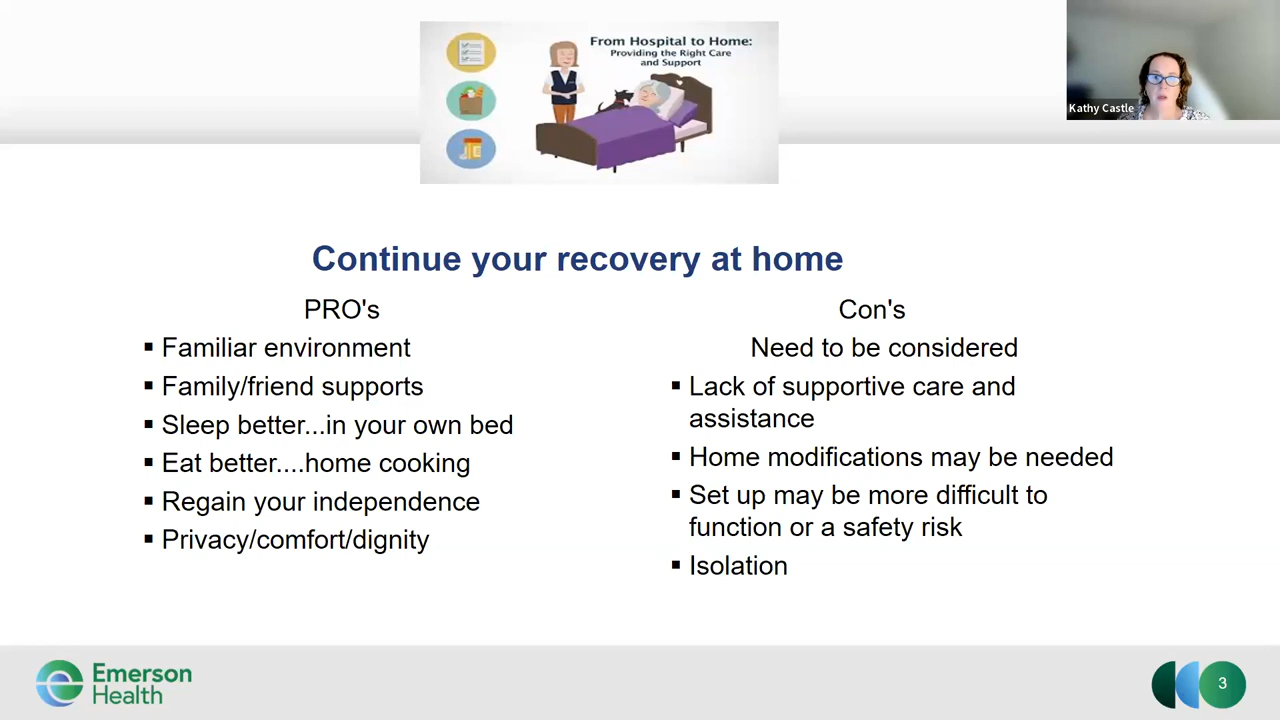 From Hospital to Home:
Providing the Right Care
and Support
Kathy Castle
Continue your recovery at home
PRO's
▪ Familiar environment
▪ Family/friend supports
▪ Sleep better...in your own bed
▪ Eat better....home cooking
▪ Regain your independence
▪ Privacy/comfort/dignity
Con's
Need to be considered
▪ Lack of supportive care and
assistance
▪ Home modifications may be needed
▪ Set up may be more difficult to
function or a safety risk
▪ Isolation
Emerson
Health
3